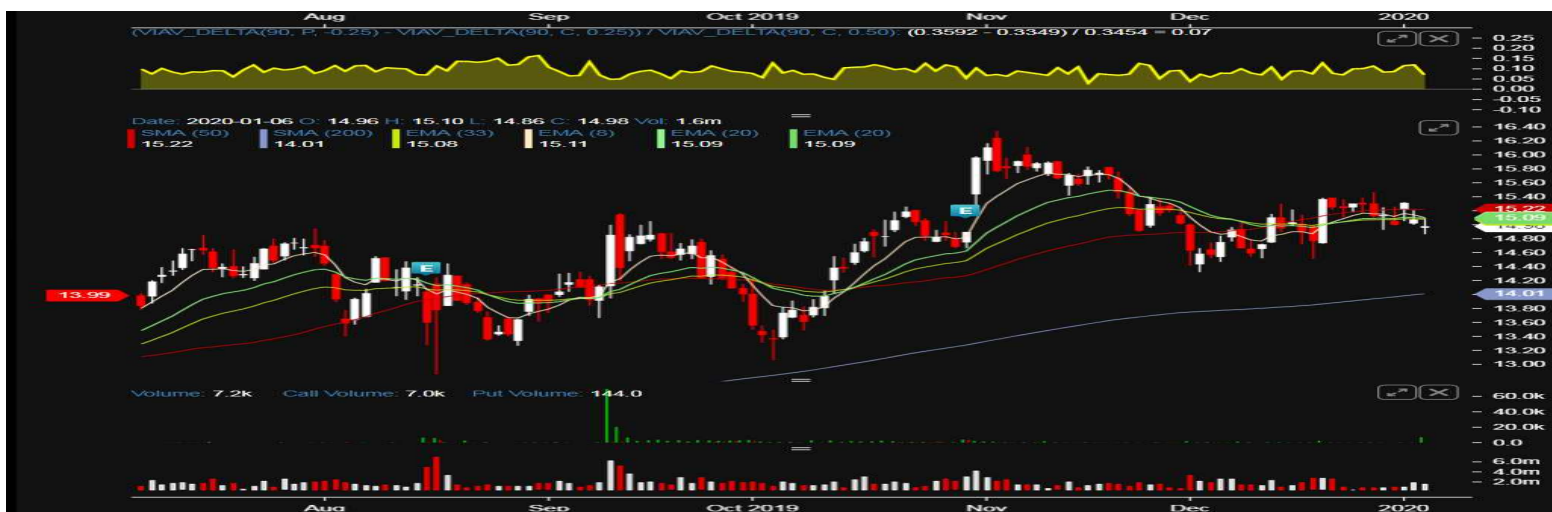 Aug Sep Oct 2019 Nov Dec 2020
(VIAV_DELTA(90, P, -0.25) - VIAV_DELTA(90, C, 0.25)) / VIAV_DELTA(90, C, 0.50): (0.3592 - 0.3349) / 0.3454 = 0.07
0.25
0.20
0.15
0.10
0.05
0.00
-0.05
-0.10
Date: 2020-01-06 O: 14.96 H: 15.10 L: 14.86 C: 14.98 Vol: 1.6m
SMA (50) SMA (200) EMA (33) EMA (8) EMA (20) EMA (20)
15.22 14.01 15.08 15.11 15.09 15.09
16.40
16.20
16.00
15.80
15.60
15.40
15.22
15.09
14.98
14.80
14.60
14.40
14.20
14.01
13.80
13.60
13.40
13.20
13.00
E
E
13.99
Volume: 7.2k Call Volume: 7.0k Put Volume: 144.0
60.0k
40.0k
20.0k
0.0
6.0m
4.0m
2.0m
Aug Sep Oct 2019 Nov Dec 2020